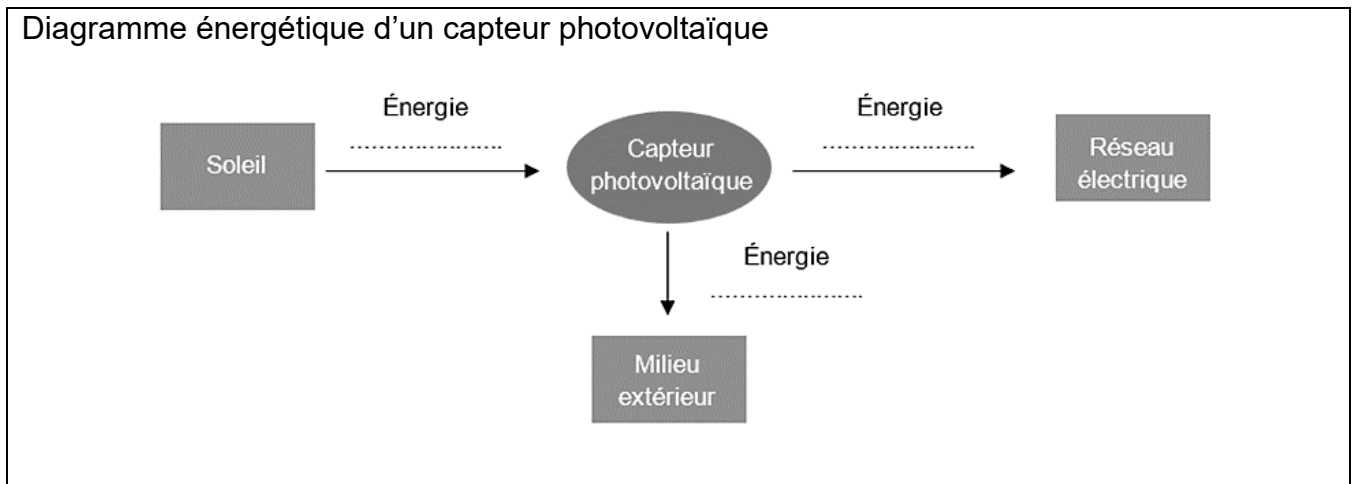 Diagramme énergétique d'un capteur photovoltaïque
Énergie
.....................
Énergie
.....................
Soleil
Capteur
photovoltaïque
Réseau
électrique
Énergie
.....................
Milieu
extérieur